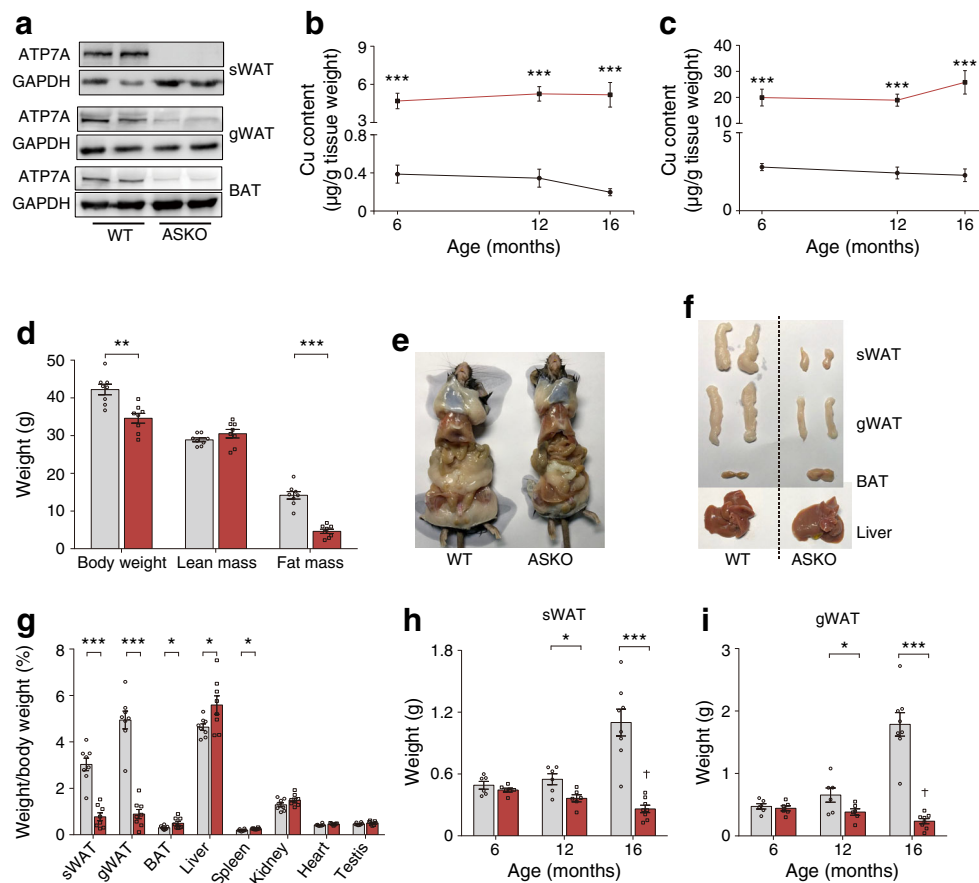 a
ATP7A
GAPDH
sWAT
ATP7A
GAPDH
gWAT
ATP7A
GAPDH
BAT
WT ASKO
b
Cu content
(µg/g tissue weight)
9
6
3
0.8
0.4
0
*** *** ***
6 12 16
Age (months)
c
Cu content
(µg/g tissue weight)
40
30
20
10
5
0
*** *** ***
6 12 16
Age (months)
d
Weight (g)
50
40
30
20
10
0
** ***
Body weight Lean mass Fat mass
e
WT ASKO
f
sWAT
gWAT
BAT
Liver
WT ASKO
g
Weight/body weight (%)
8
6
4
2
0
*** *** * * *
sWAT gWAT BAT Liver Spleen Kidney Heart Testis
h
sWAT
Weight (g)
1.8
1.2
0.6
0
* ***
†
6 12 16
Age (months)
i
gWAT
Weight (g)
3
2
1
0
* ***
†
6 12 16
Age (months)